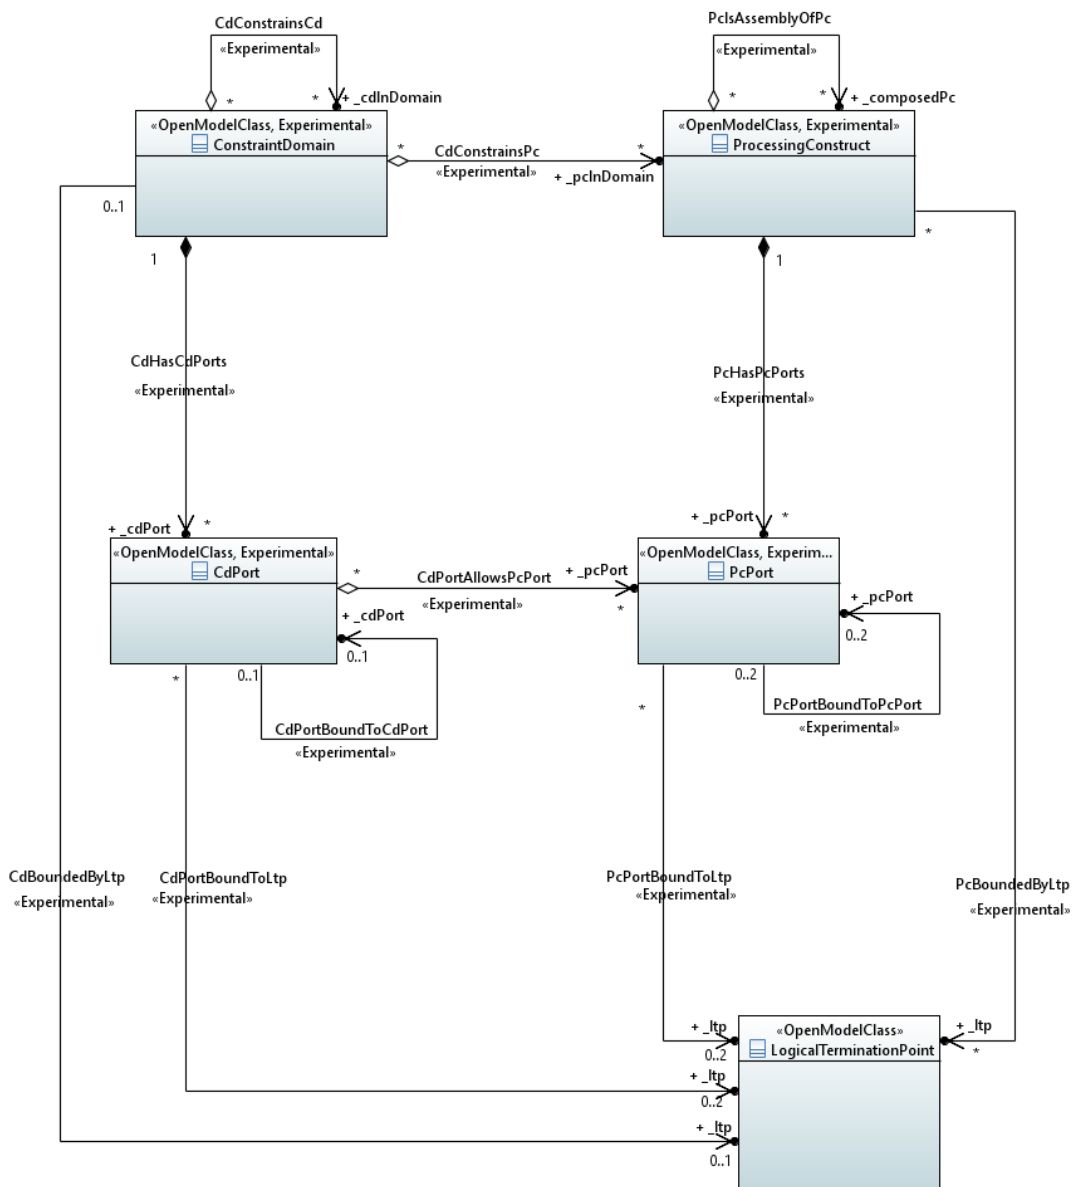 CdConstrainsCd
«Experimental»
*
*
+ _cdInDomain
PcIsAssemblyOfPc
«Experimental»
*
*
+ _composedPc
«OpenModelClass, Experimental»
ConstraintDomain
*
CdConstrainsPc
«Experimental»
*
+ _pcInDomain
«OpenModelClass, Experimental»
ProcessingConstruct
0..1
1
1
*
CdHasCdPorts
«Experimental»
PcHasPcPorts
«Experimental»
+ _cdPort
*
+ _pcPort
*
«OpenModelClass, Experimental»
CdPort
*
CdPortAllowsPcPort
«Experimental»
+ _pcPort
*
«OpenModelClass, Experim...
PcPort
+ _cdPort
0..1
0..1
CdPortBoundToCdPort
«Experimental»
+ _pcPort
0..2
0..2
PcPortBoundToPcPort
«Experimental»
*
*
CdBoundedByLtp
«Experimental»
CdPortBoundToLtp
«Experimental»
PcPortBoundToLtp
«Experimental»
PcBoundedByLtp
«Experimental»
+ _ltp
0..2
+ _ltp
0..2
+ _ltp
0..1
«OpenModelClass»
LogicalTerminationPoint
+ _ltp
*